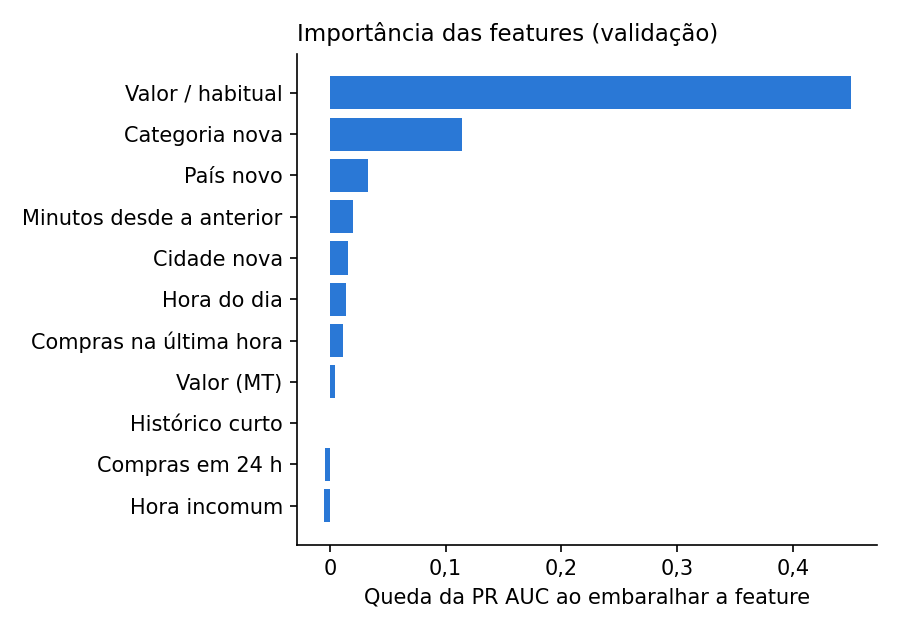 Importância das features (validação)
Valor / habitual
Categoria nova
País novo
Minutos desde a anterior
Cidade nova
Hora do dia
Compras na última hora
Valor (MT)
Histórico curto
Compras em 24 h
Hora incomum
0 0,1 0,2 0,3 0,4
Queda da PR AUC ao embaralhar a feature